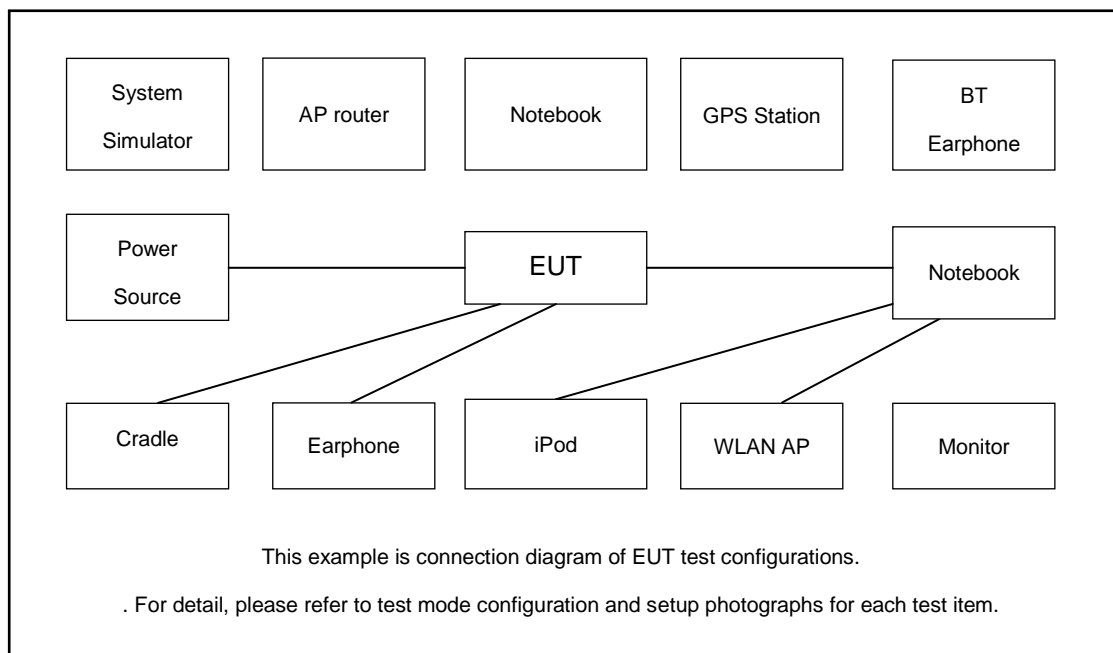 System
Simulator
AP router
Notebook
GPS Station
BT
Earphone
Power
Source
EUT
Notebook
Cradle
Earphone
iPod
WLAN AP
Monitor
This example is connection diagram of EUT test configurations.
. For detail, please refer to test mode configuration and setup photographs for each test item.